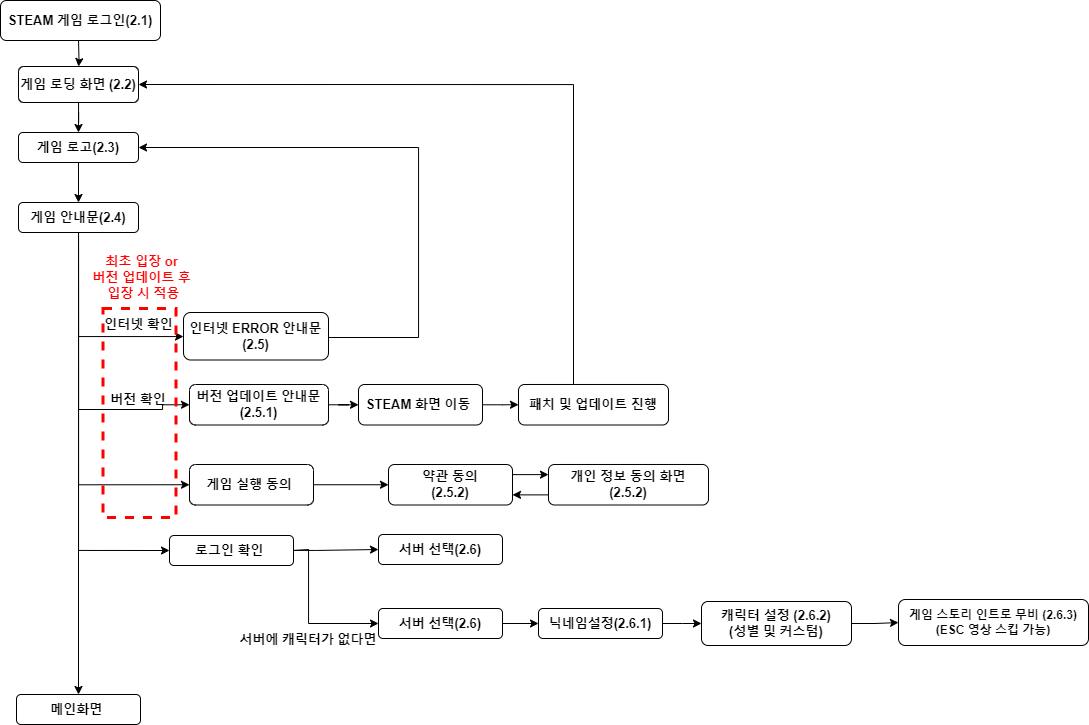 STEAM 게임 로그인(2.1)
게임 로딩 화면 (2.2)
게임 로고(2.3)
게임 안내문(2.4)
최초 입장 or
버전 업데이트 후
입장 시 적용
인터넷 확인
인터넷 ERROR 안내문
(2.5)
버전 확인
버전 업데이트 안내문
(2.5.1)
STEAM 화면 이동
패치 및 업데이트 진행
게임 실행 동의
약관 동의
(2.5.2)
개인 정보 동의 화면
(2.5.2)
로그인 확인
서버 선택(2.6)
서버에 캐릭터가 없다면
서버 선택(2.6)
닉네임설정(2.6.1)
캐릭터 설정 (2.6.2)
(성별 및 커스텀)
게임 스토리 인트로 무비 (2.6.3)
(ESC 영상 스킵 가능)
메인화면